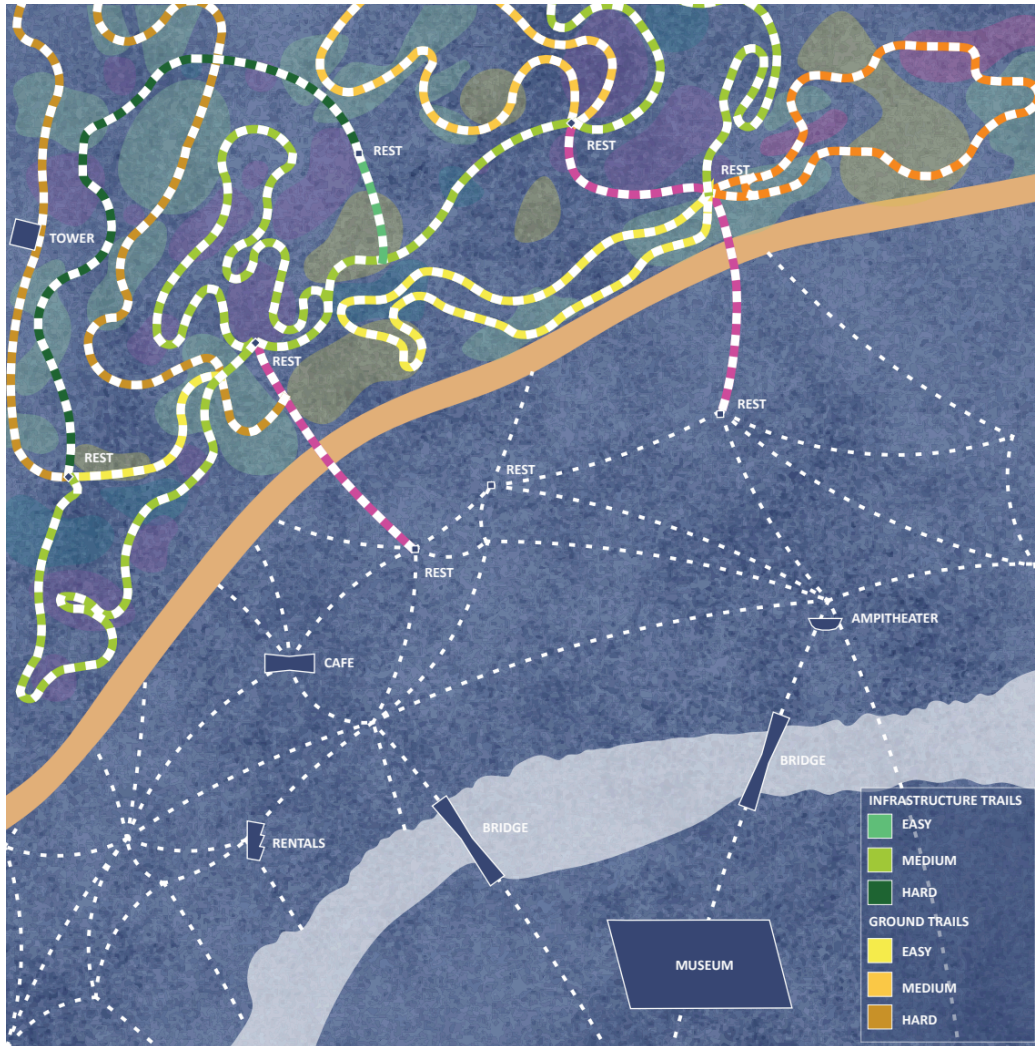 REST
REST
REST
TOWER
REST
REST
REST
REST
REST
AMPITHEATER
CAFE
BRIDGE
BRIDGE
RENTALS
MUSEUM
INFRASTRUCTURE TRAILS
EASY
MEDIUM
HARD
GROUND TRAILS
EASY
MEDIUM
HARD